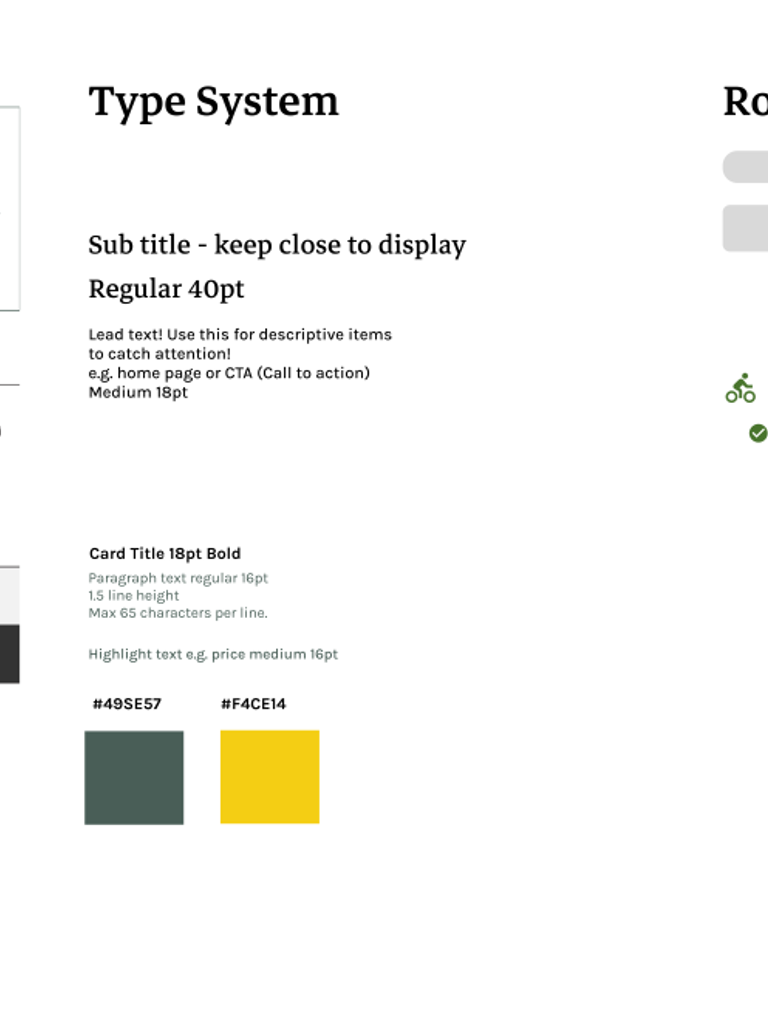 Type System
Ro
Sub title - keep close to display
Regular 40pt
Lead text! Use this for descriptive items
to catch attention!
e.g. home page or CTA (Call to action)
Medium 18pt
Card Title 18pt Bold
Paragraph text regular 16pt
1.5 line height
Max 65 characters per line.
Highlight text e.g. price medium 16pt
#49SE57
#F4CE14